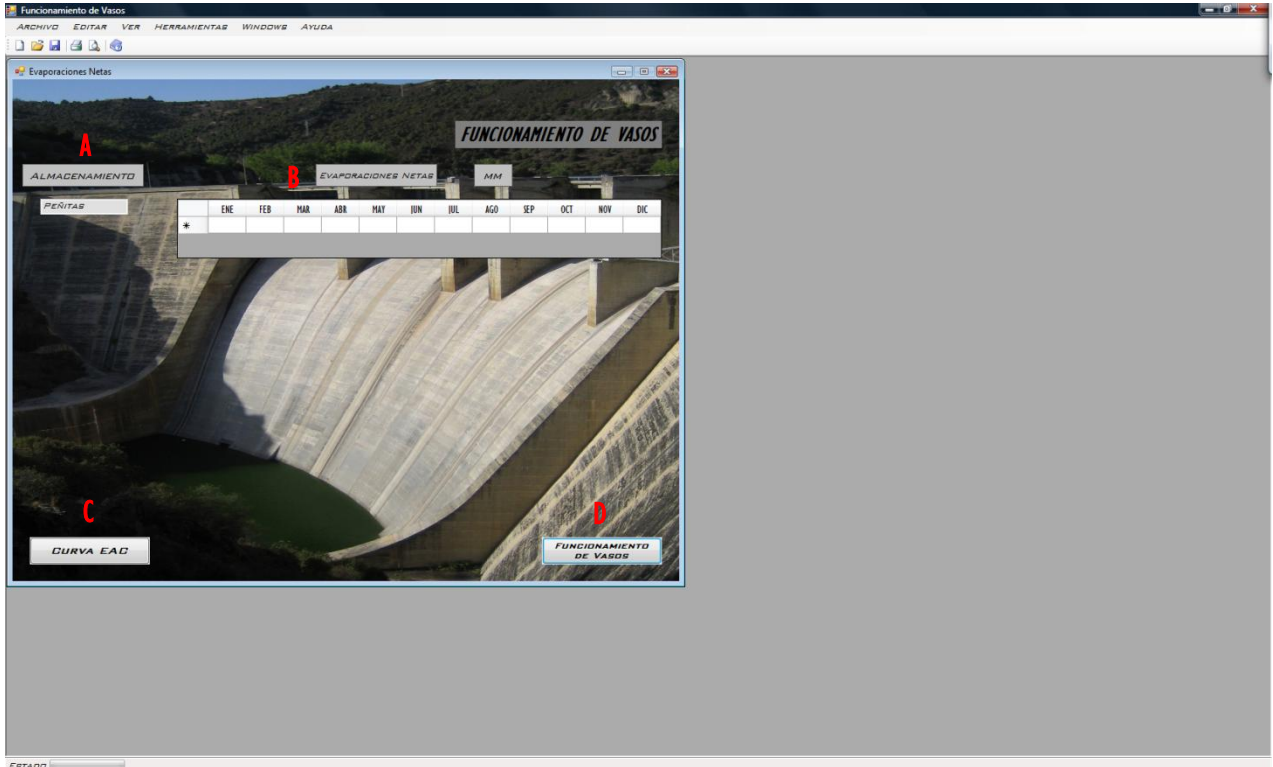 Funcionamiento de Vasos
ARCHIVO EDITAR VER HERRAMIENTAS WINDOWS AYUDA
Evaporaciones Netas
FUNCIONAMIENTO DE VASOS
A
ALMACENAMIENTO
B
EVAPORACIONES NETAS
MM
PEÑITAS
ENE FEB MAR ABR MAY JUN JUL AGO SEP OCT NOV DIC
*
C
D
CURVA EAC
FUNCIONAMIENTO
DE VASOS
ESTADO